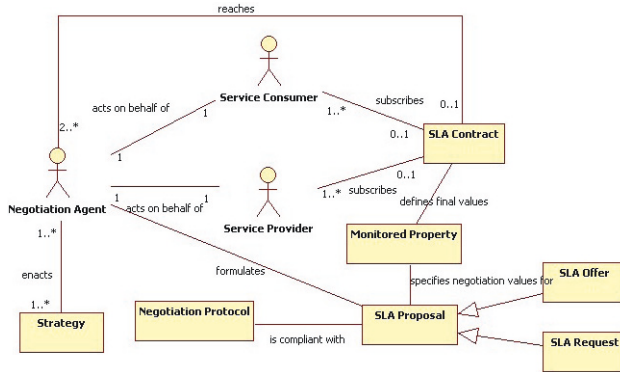 reaches
Service Consumer
acts on behalf of
1
1
1..*
subscribes
0..1
0..1
2..*
SLA Contract
0..1
Negotiation Agent
1
acts on behalf of
1
1..*
subscribes
Service Provider
defines final values
1..*
Monitored Property
enacts
formulates
specifies negotiation values for
SLA Offer
1..*
Strategy
Negotiation Protocol
is compliant with
SLA Proposal
SLA Request